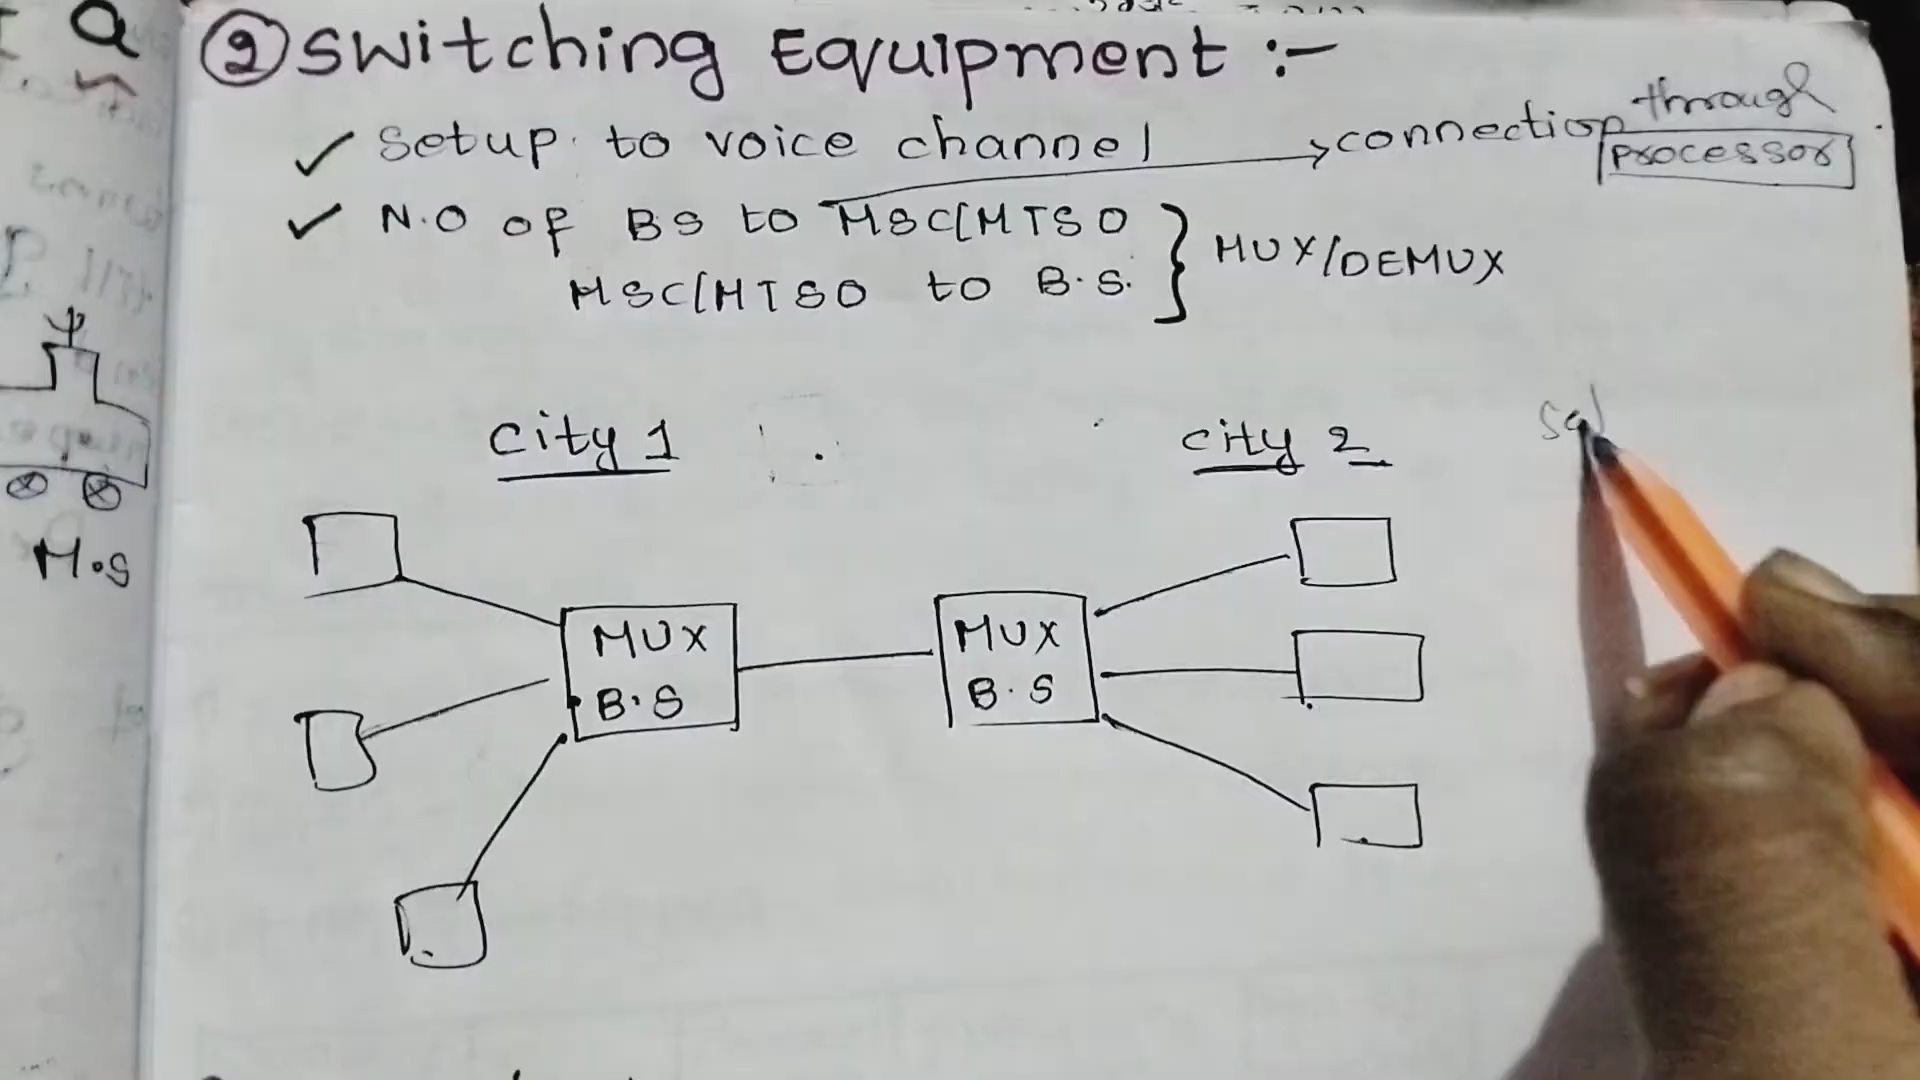 ② Switching Equipment :-
✓ Setup to voice channel → connection through
processor
✓ N.O of BS to MSC[MTSO
MSC[MTSO to B.S. } MUX/DEMUX
City 1
city 2
M.S
MUX
B.S
MUX
B.S